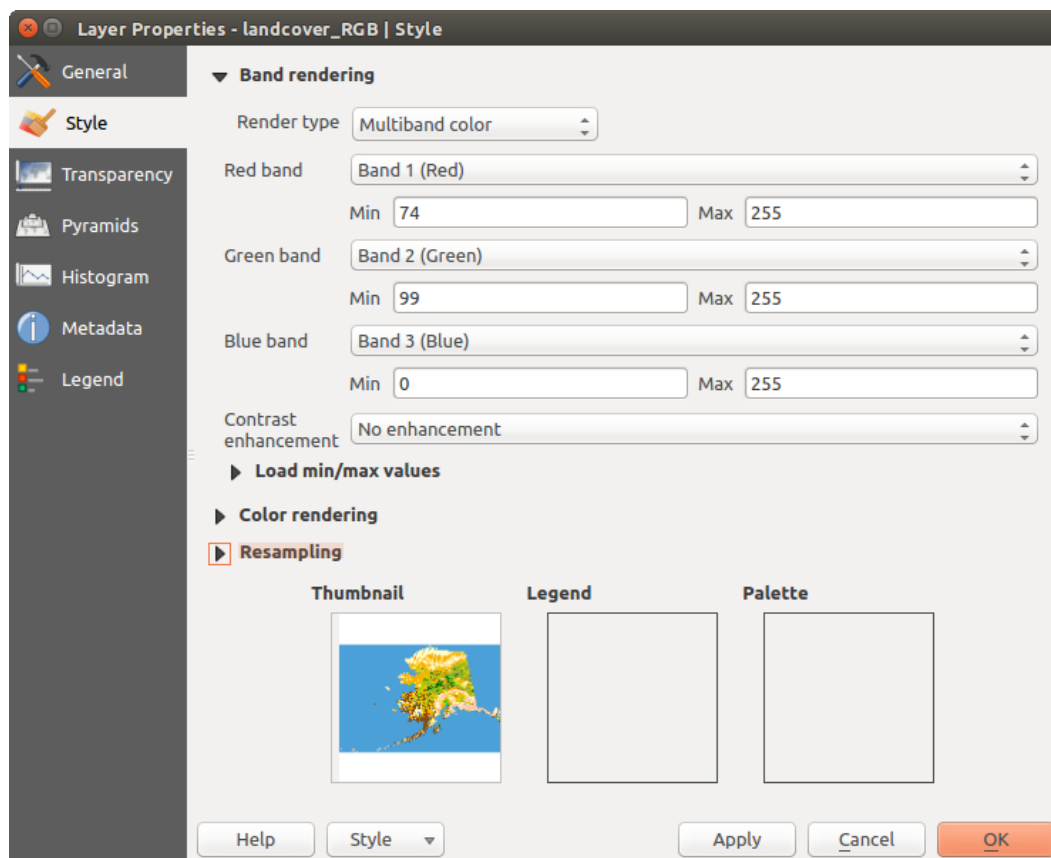 Layer Properties - landcover_RGB | Style
General
Style
Transparency
Pyramids
Histogram
Metadata
Legend
Band rendering
Render type Multiband color
Red band Band 1 (Red)
Min 74 Max 255
Green band Band 2 (Green)
Min 99 Max 255
Blue band Band 3 (Blue)
Min 0 Max 255
Contrast
enhancement No enhancement
Load min/max values
Color rendering
Resampling
Thumbnail Legend Palette
Help Style Apply Cancel OK